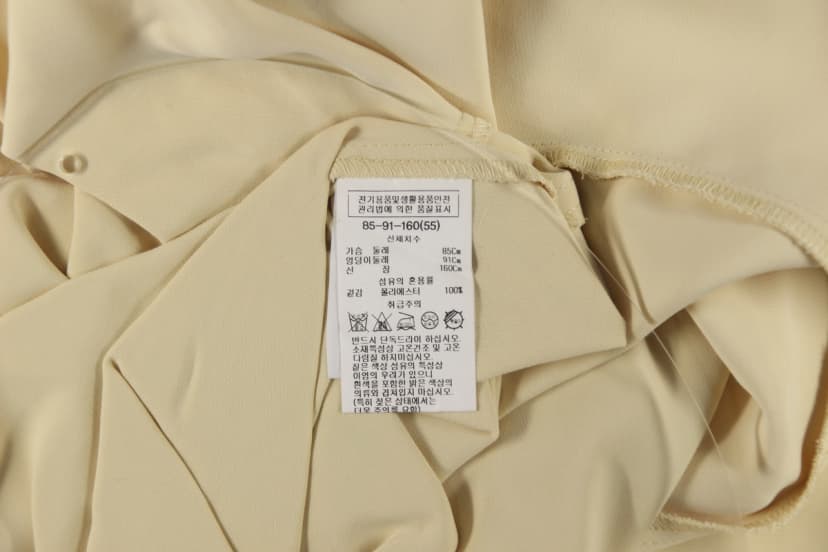 전기용품및생활용품안전
관리법에 의한 품질표시
85-91-160(55)
신체치수
가슴 둘레 85Cm
엉덩이둘레 91Cm
신 장 160Cm
섬유의 혼용률
겉감 폴리에스터 100%
취급주의
반드시 단독드라이 하십시오.
소재특성상 고온건조 및 고온
다림질 하지마십시오.
짙은 색상 섬유의 특성상
이염의 우려가 있으니
흰색을 포함한 밝은 색상의
의류와 겹쳐입지 마십시오.
(특히 젖은 상태에서는
더욱 주의를 요함)